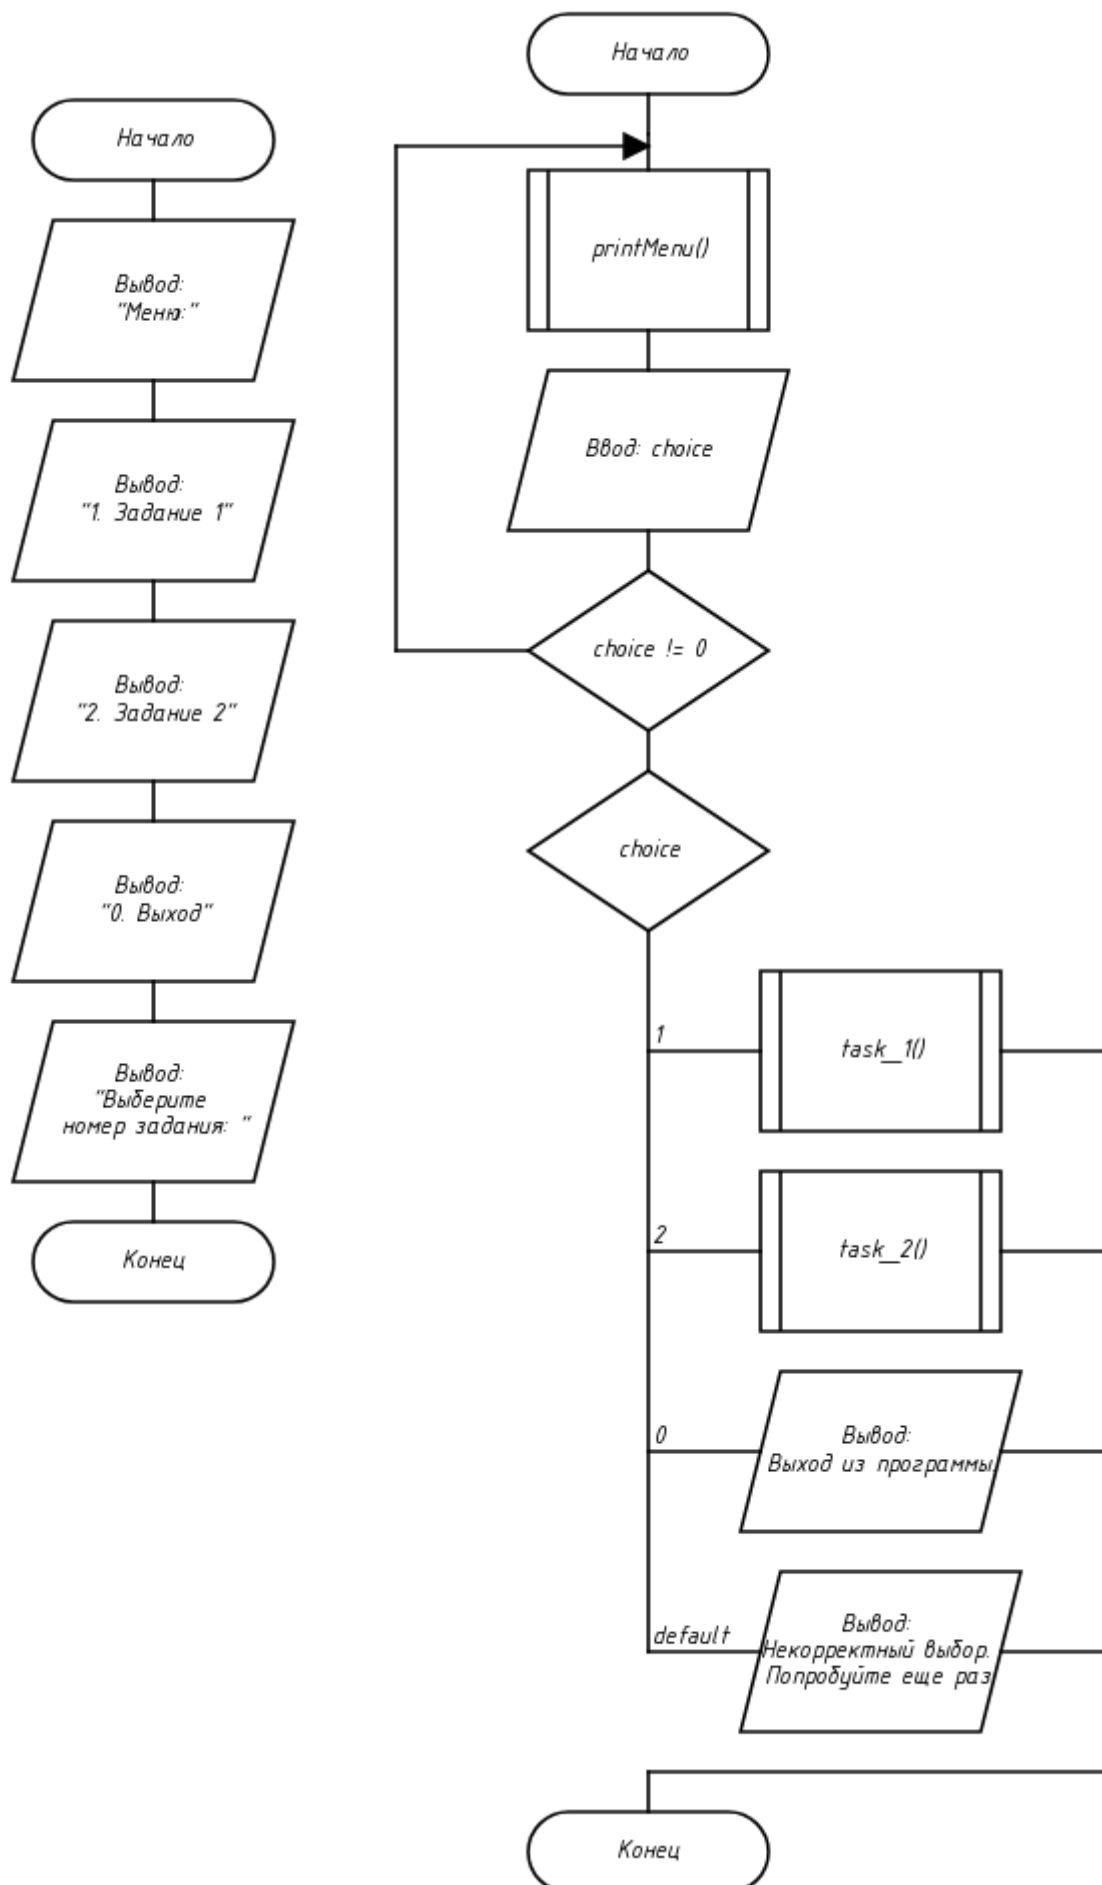 Начало
Вывод:
"Меню:"
Вывод:
"1. Задание 1"
Вывод:
"2. Задание 2"
Вывод:
"0. Выход"
Вывод:
"Выберите
номер задания: "
Конец
Начало
printMenu()
Ввод: choice
choice != 0
choice
1
task_1()
2
task_2()
0
Вывод:
Выход из программы.
default
Вывод:
Некорректный выбор.
Попробуйте еще раз
Конец